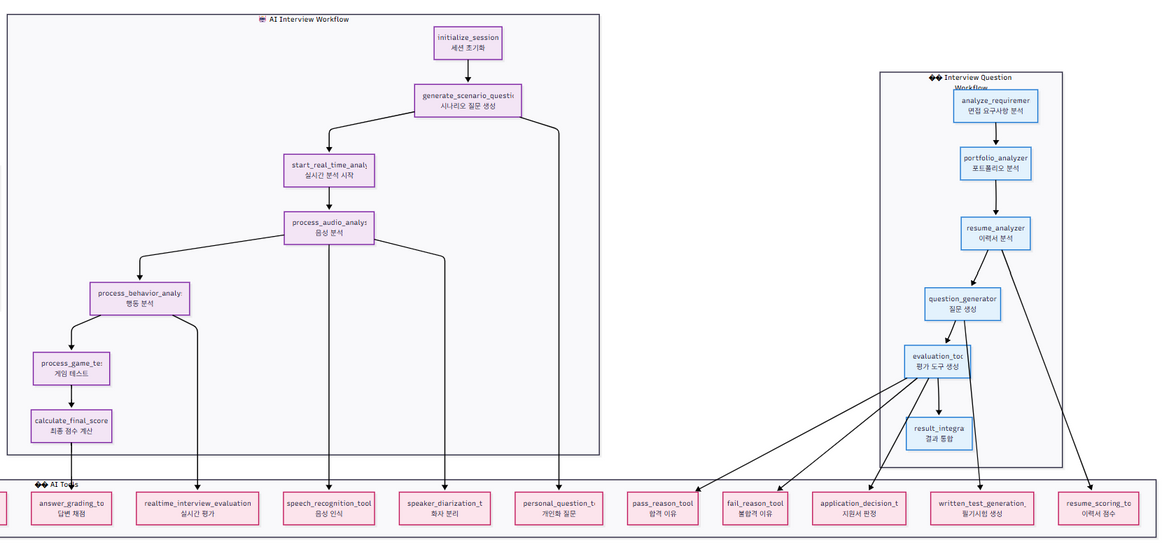 AI Interview Workflow
initialize_session
세션 초기화
generate_scenario_questic
시나리오 질문 생성
start_real_time_analy
실시간 분석 시작
process_audio_analys
음성 분석
process_behavior_analy:
행동 분석
process_game_te:
게임 테스트
calculate_final_score
최종 점수 계산
�� Interview Question
Workflow
analyze_requiremer
면접 요구사항 분석
portfolio_analyzer
포트폴리오 분석
resume_analyzer
이력서 분석
question_generator
질문 생성
evaluation_too
평가 도구 생성
result_integra
결과 통합
�� AI Tools
answer_grading_to
답변 채점
realtime_interview_evaluation
실시간 평가
speech_recognition_tool
음성 인식
speaker_diarization_t
화자 분리
personal_question_t
개인화 질문
pass_reason_tool
합격 이유
fail_reason_tool
불합격 이유
application_decision_t
지원서 판정
written_test_generation_
필기시험 생성
resume_scoring_to
이력서 점수